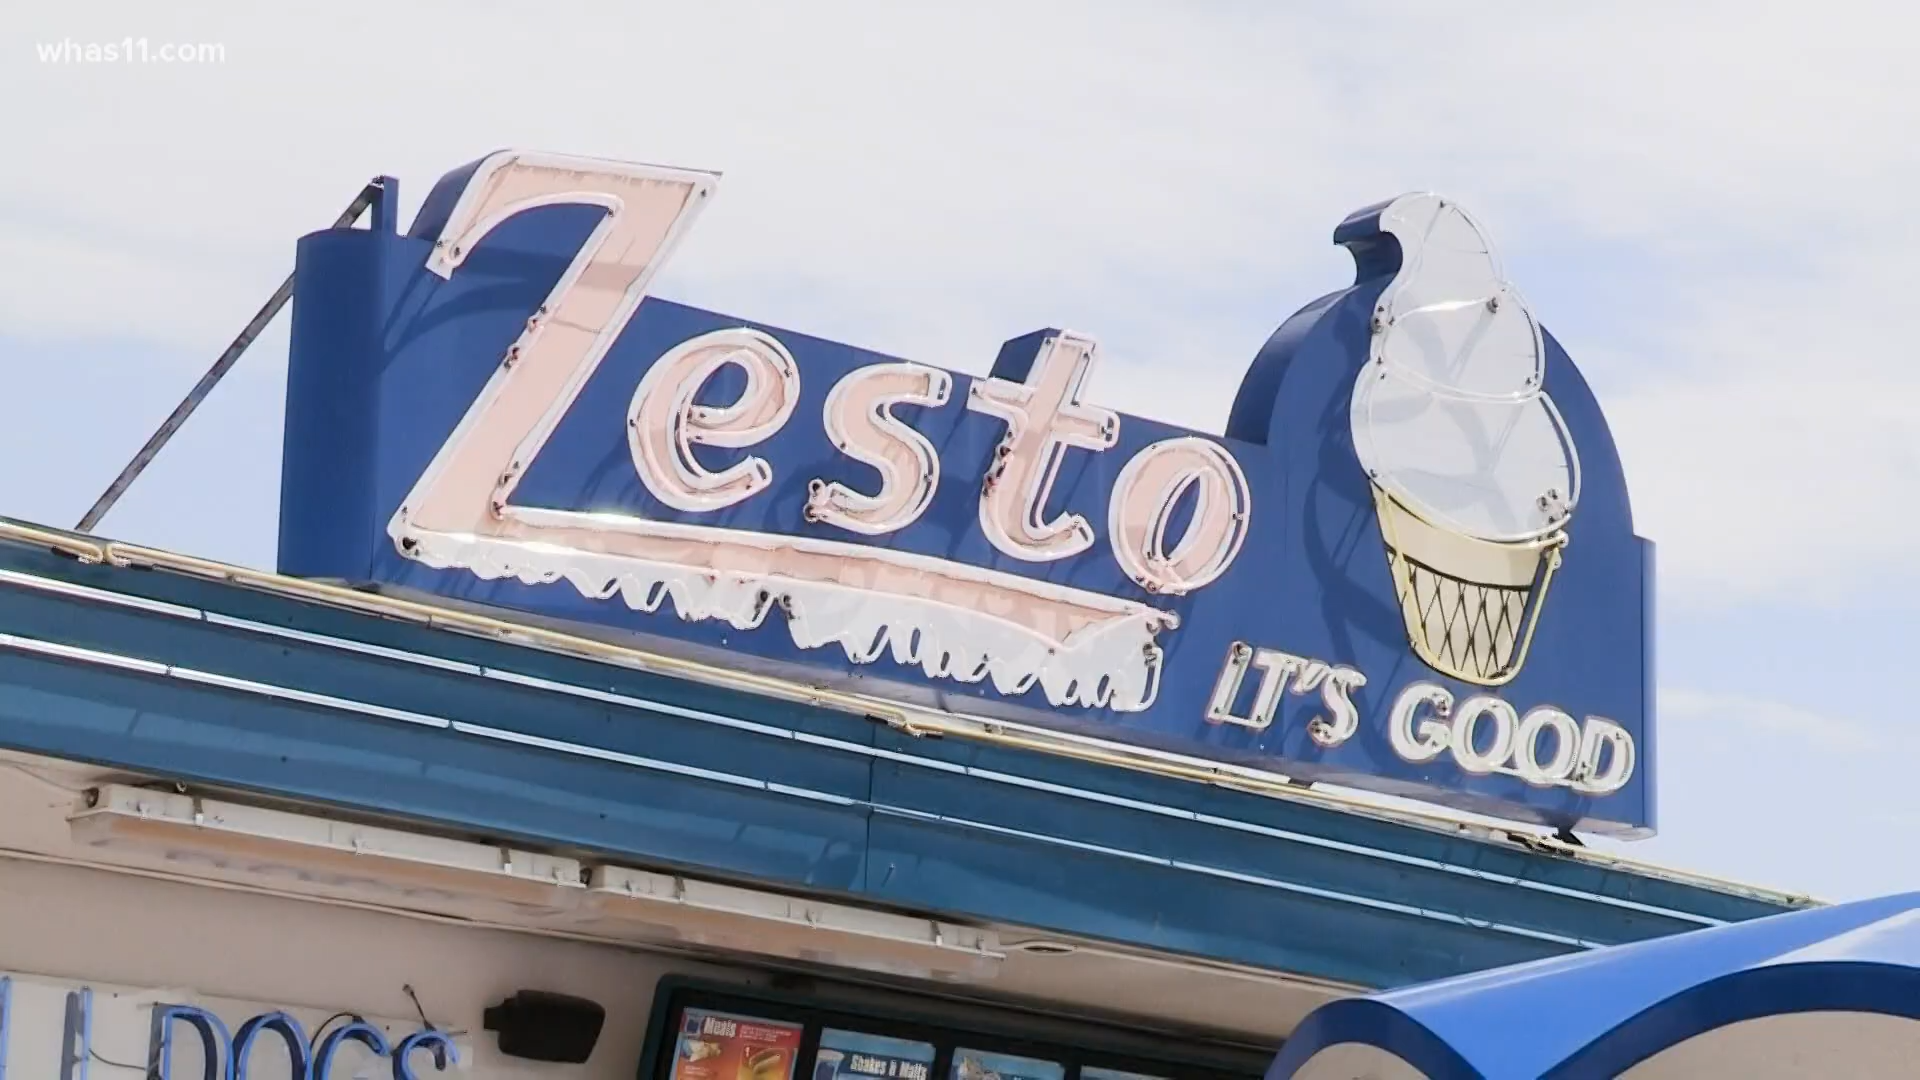 whas11.com
Zesto
IT'S GOOD
DOGS
Meals
Shakes & Malts